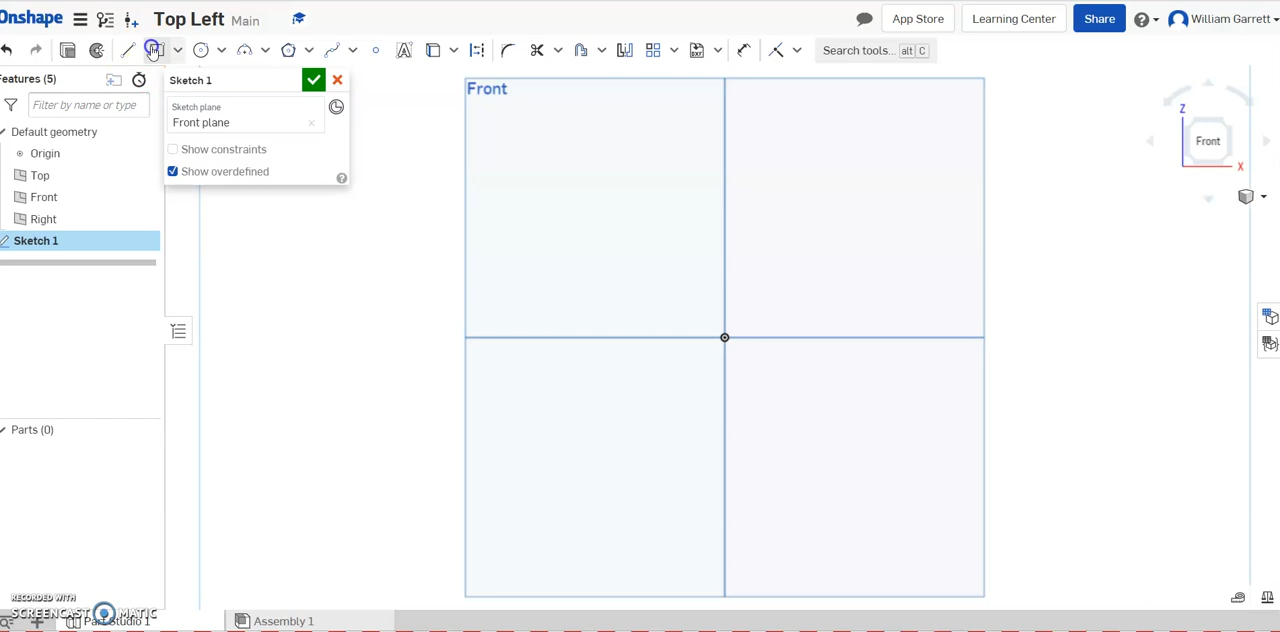 Onshape
Top Left Main
App Store
Learning Center
Share
William Garrett
Search tools... alt C
Features (5)
Filter by name or type
Default geometry
Origin
Top
Front
Right
Sketch 1
Parts (0)
Sketch 1
Sketch plane
Front plane
Show constraints
Show overdefined
Front
Z
Front
X
RECORDED WITH
SCREENCAST MATIC
Part Studio 1
Assembly 1